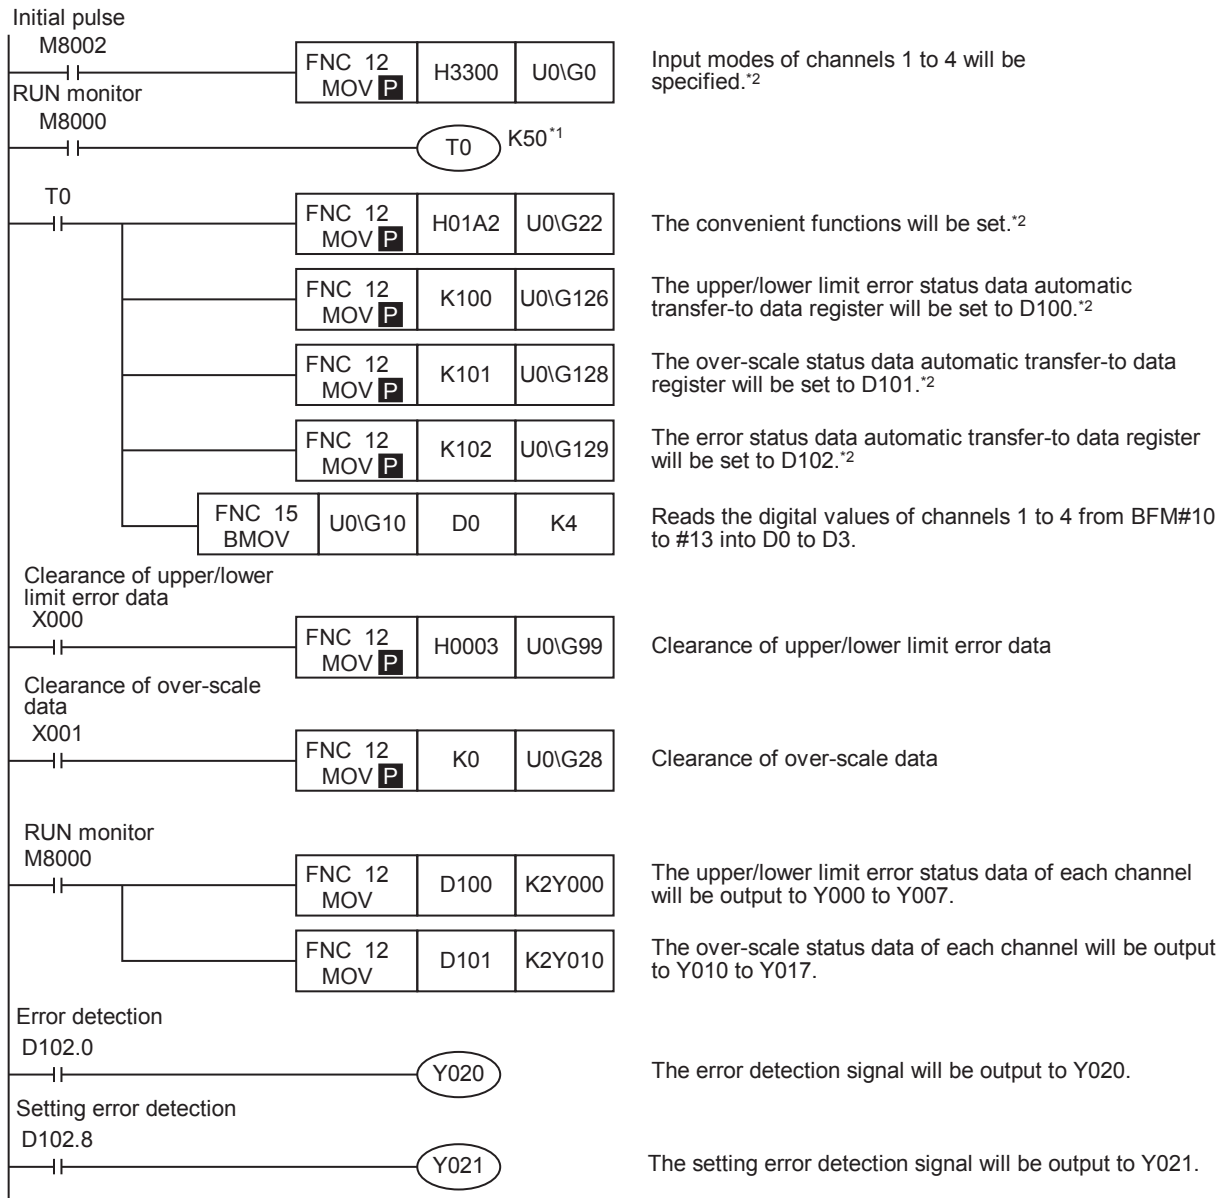 Initial pulse
M8002
FNC 12
MOV P
H3300
U0\G0
Input modes of channels 1 to 4 will be
specified.*2
RUN monitor
M8000
T0
K50*1
T0
FNC 12
MOV P
H01A2
U0\G22
The convenient functions will be set.*2
FNC 12
MOV P
K100
U0\G126
The upper/lower limit error status data automatic
transfer-to data register will be set to D100.*2
FNC 12
MOV P
K101
U0\G128
The over-scale status data automatic transfer-to data
register will be set to D101.*2
FNC 12
MOV P
K102
U0\G129
The error status data automatic transfer-to data register
will be set to D102.*2
FNC 15
BMOV
U0\G10
D0
K4
Reads the digital values of channels 1 to 4 from BFM#10
to #13 into D0 to D3.
Clearance of upper/lower
limit error data
X000
FNC 12
MOV P
H0003
U0\G99
Clearance of upper/lower limit error data
Clearance of over-scale
data
X001
FNC 12
MOV P
K0
U0\G28
Clearance of over-scale data
RUN monitor
M8000
FNC 12
MOV
D100
K2Y000
The upper/lower limit error status data of each channel
will be output to Y000 to Y007.
FNC 12
MOV
D101
K2Y010
The over-scale status data of each channel will be output
to Y010 to Y017.
Error detection
D102.0
Y020
The error detection signal will be output to Y020.
Setting error detection
D102.8
Y021
The setting error detection signal will be output to Y021.